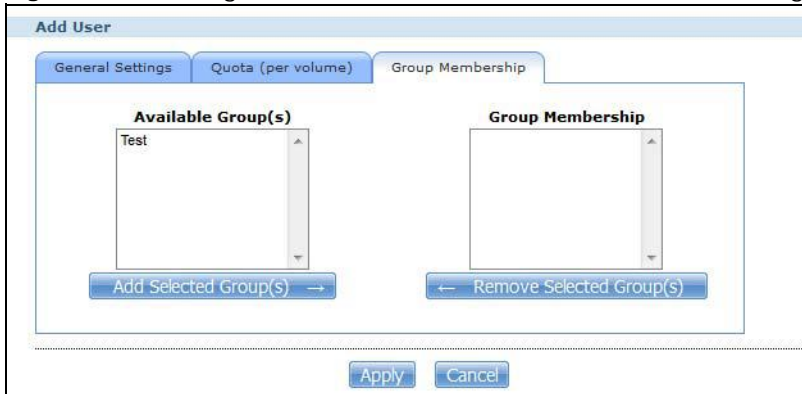 Add User
General Settings Quota (per volume) Group Membership
Available Group(s) Group Membership
Test
Add Selected Group(s) → ← Remove Selected Group(s)
Apply Cancel